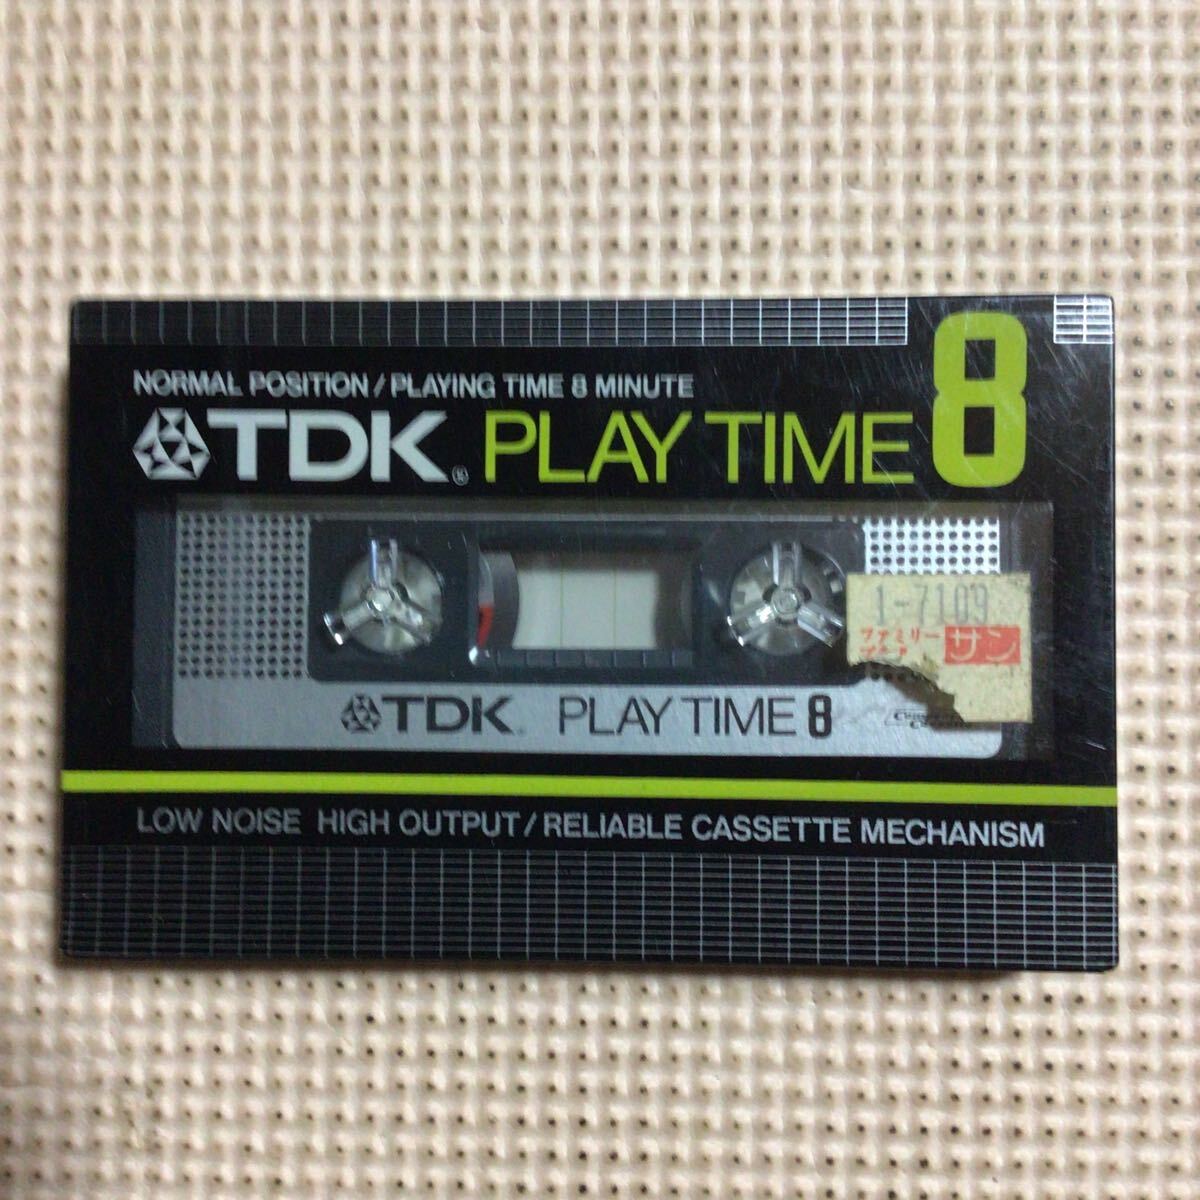 NORMAL POSITION / PLAYING TIME 8 MINUTE
TDK® PLAY TIME 8
1-7109
ファミリー
サン
TDK. PLAY TIME 8
LOW NOISE HIGH OUTPUT / RELIABLE CASSETTE MECHANISM